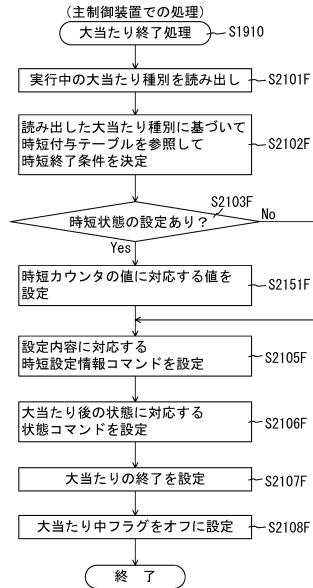 (主制御装置での処理)
大当たり終了処理
S1910
実行中の大当たり種別を読み出し
S2101F
読み出した大当たり種別に基づいて
時短付与テーブルを参照して
時短終了条件を決定
S2102F
S2103F
時短状態の設定あり?
No
Yes
時短カウンタの値に対応する値を
設定
S2151F
設定内容に対応する
時短設定情報コマンドを設定
S2105F
大当たり後の状態に対応する
状態コマンドを設定
S2106F
大当たりの終了を設定
S2107F
大当たり中フラグをオフに設定
S2108F
終 了